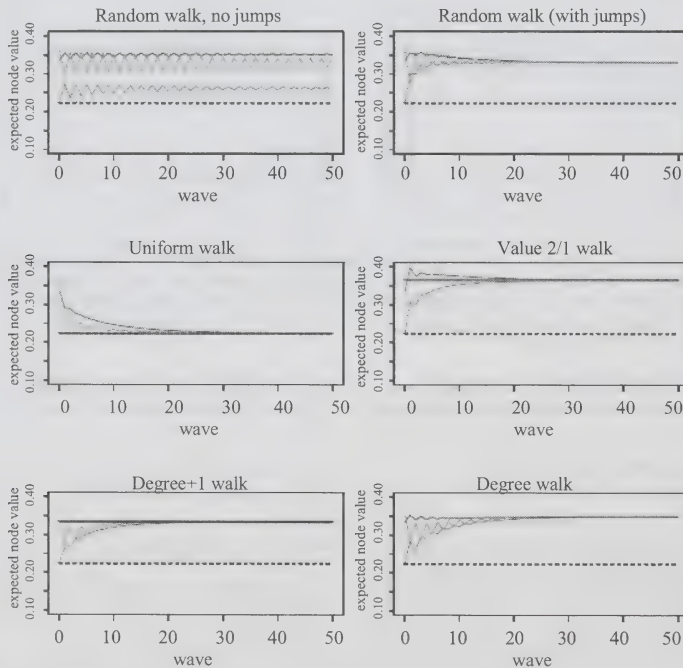 Random walk, no jumps
expected node value
0.10 0.20 0.30 0.40
0 10 20 30 40 50
wave
Random walk (with jumps)
expected node value
0.10 0.20 0.30 0.40
0 10 20 30 40 50
wave
Uniform walk
expected node value
0.10 0.20 0.30 0.40
0 10 20 30 40 50
wave
Value 2/1 walk
expected node value
0.10 0.20 0.30 0.40
0 10 20 30 40 50
wave
Degree+1 walk
expected node value
0.10 0.20 0.30 0.40
0 10 20 30 40 50
wave
Degree walk
expected node value
0.10 0.20 0.30 0.40
0 10 20 30 40 50
wave